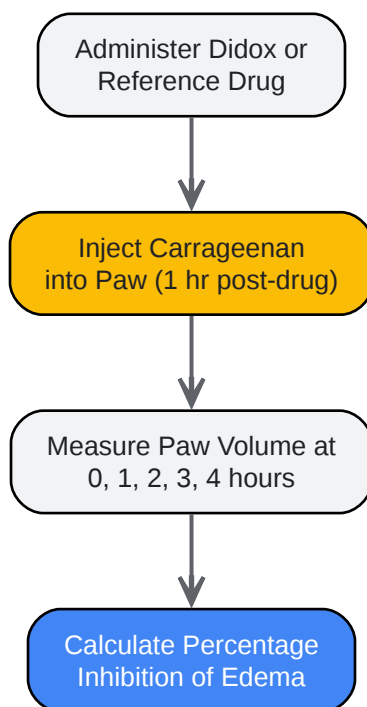 Administer Didox or
Reference Drug
Inject Carrageenan
into Paw (1 hr post-drug)
Measure Paw Volume at
0, 1, 2, 3, 4 hours
Calculate Percentage
Inhibition of Edema